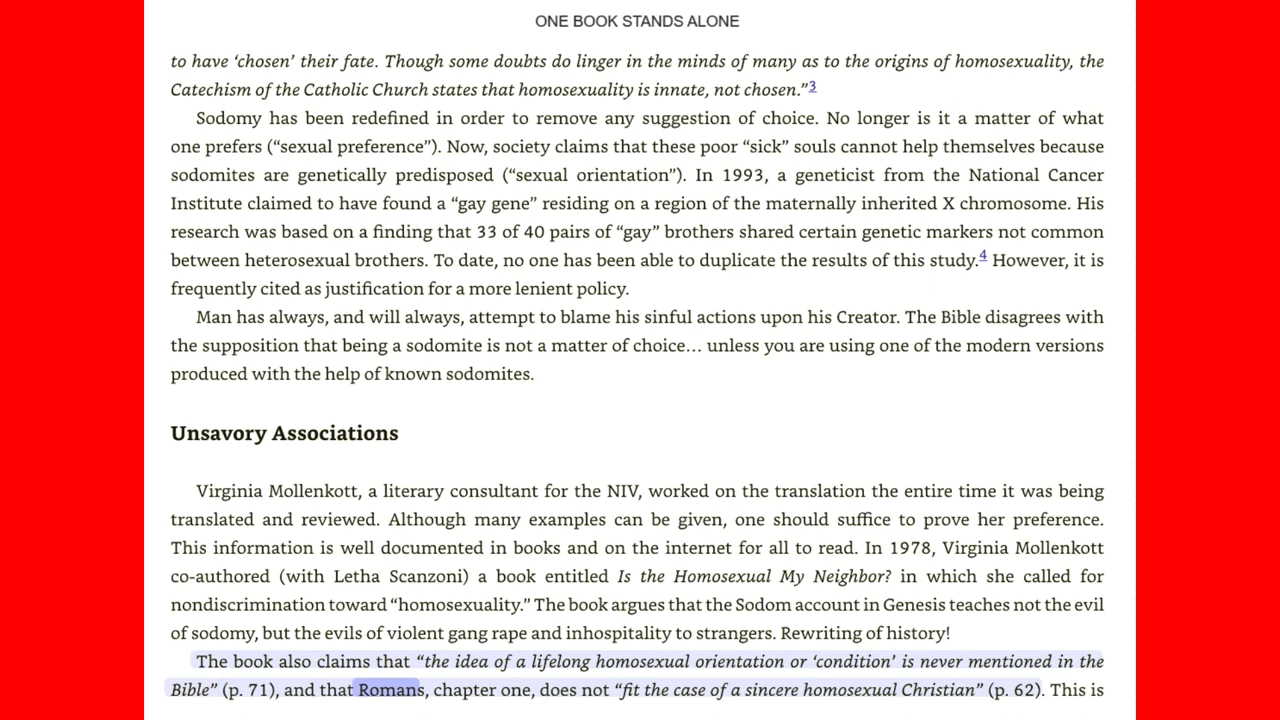 ONE BOOK STANDS ALONE
to have ‘chosen’ their fate. Though some doubts do linger in the minds of many as to the origins of homosexuality, the
Catechism of the Catholic Church states that homosexuality is innate, not chosen.”3
Sodomy has been redefined in order to remove any suggestion of choice. No longer is it a matter of what
one prefers (“sexual preference”). Now, society claims that these poor “sick” souls cannot help themselves because
sodomites are genetically predisposed (“sexual orientation”). In 1993, a geneticist from the National Cancer
Institute claimed to have found a “gay gene” residing on a region of the maternally inherited X chromosome. His
research was based on a finding that 33 of 40 pairs of “gay” brothers shared certain genetic markers not common
between heterosexual brothers. To date, no one has been able to duplicate the results of this study.4 However, it is
frequently cited as justification for a more lenient policy.
Man has always, and will always, attempt to blame his sinful actions upon his Creator. The Bible disagrees with
the supposition that being a sodomite is not a matter of choice… unless you are using one of the modern versions
produced with the help of known sodomites.
Unsavory Associations
Virginia Mollenkott, a literary consultant for the NIV, worked on the translation the entire time it was being
translated and reviewed. Although many examples can be given, one should suffice to prove her preference.
This information is well documented in books and on the internet for all to read. In 1978, Virginia Mollenkott
co-authored (with Letha Scanzoni) a book entitled Is the Homosexual My Neighbor? in which she called for
nondiscrimination toward “homosexuality.” The book argues that the Sodom account in Genesis teaches not the evil
of sodomy, but the evils of violent gang rape and inhospitality to strangers. Rewriting of history!
The book also claims that “the idea of a lifelong homosexual orientation or ‘condition’ is never mentioned in the
Bible” (p. 71), and that Romans, chapter one, does not “fit the case of a sincere homosexual Christian” (p. 62). This is